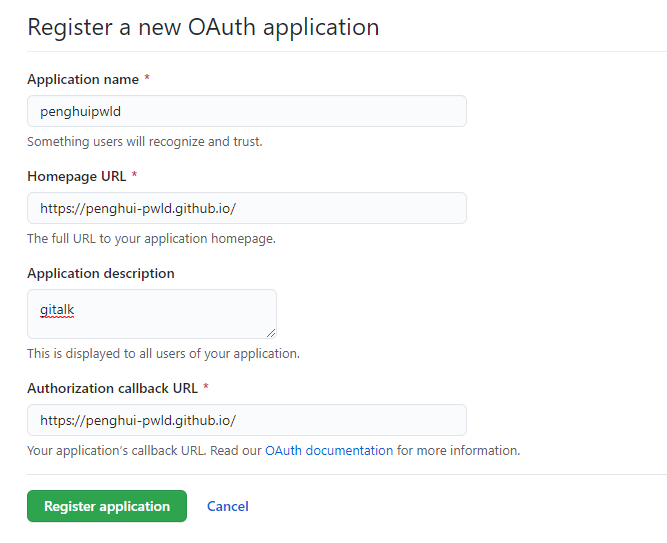 Register a new OAuth application
Application name *
penghuipwld
Something users will recognize and trust.
Homepage URL *
https://penghui-pwld.github.io/
The full URL to your application homepage.
Application description
gitalk
This is displayed to all users of your application.
Authorization callback URL *
https://penghui-pwld.github.io/
Your application's callback URL. Read our OAuth documentation for more information.
Register application Cancel